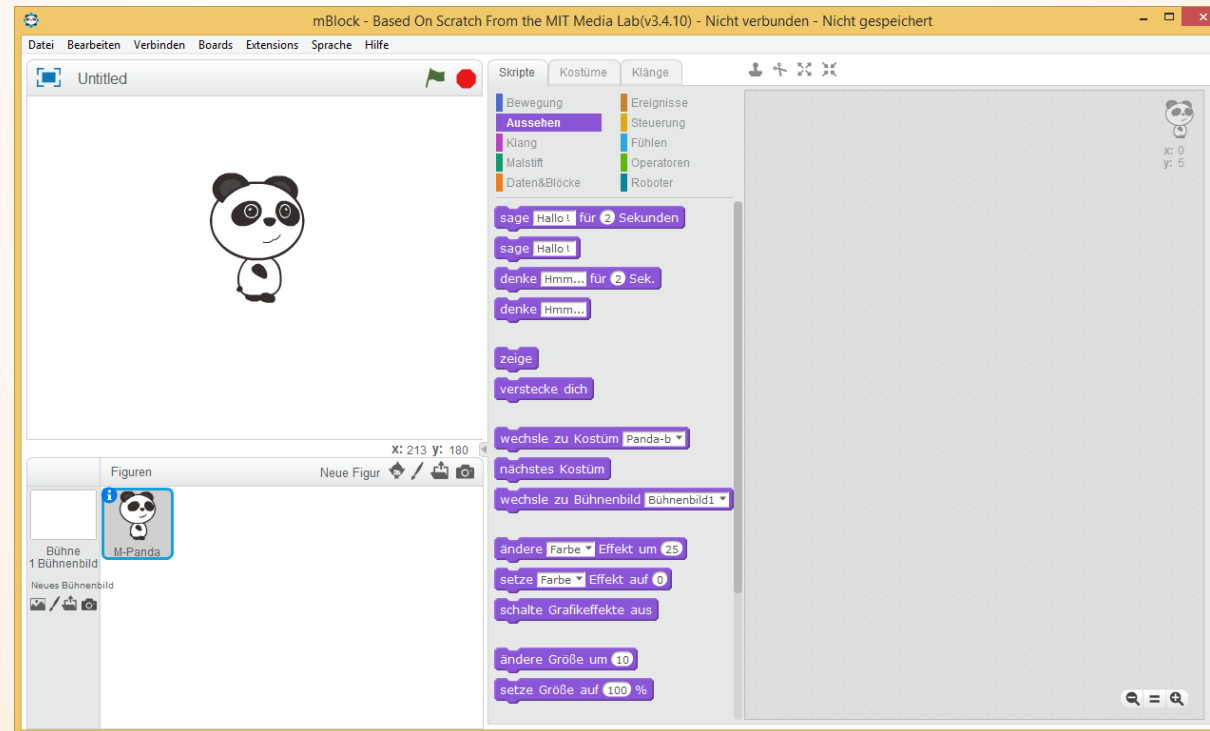 mBlock - Based On Scratch From the MIT Media Lab(v3.4.10) - Nicht verbunden - Nicht gespeichert
Datei Bearbeiten Verbinden Boards Extensions Sprache Hilfe
Untitled
X: 213 y: 180
Figuren
Neue Figur
M-Panda
Bühne
1 Bühnenbild
Neues Bühnenbild
Skripte Kostüme Klänge
Bewegung Ereignisse
Aussehen Steuerung
Klang Fühlen
Malstift Operatoren
Daten&Blöcke Roboter
sage Hallo! für 2 Sekunden
sage Hallo!
denke Hmm... für 2 Sek.
denke Hmm...
zeige
verstecke dich
wechsle zu Kostüm Panda-b
nächstes Kostüm
wechsle zu Bühnenbild Bühnenbild1
ändere Farbe Effekt um 25
setze Farbe Effekt auf 0
schalte Grafikeffekte aus
ändere Größe um 10
setze Größe auf 100 %
x: 0
y: 5